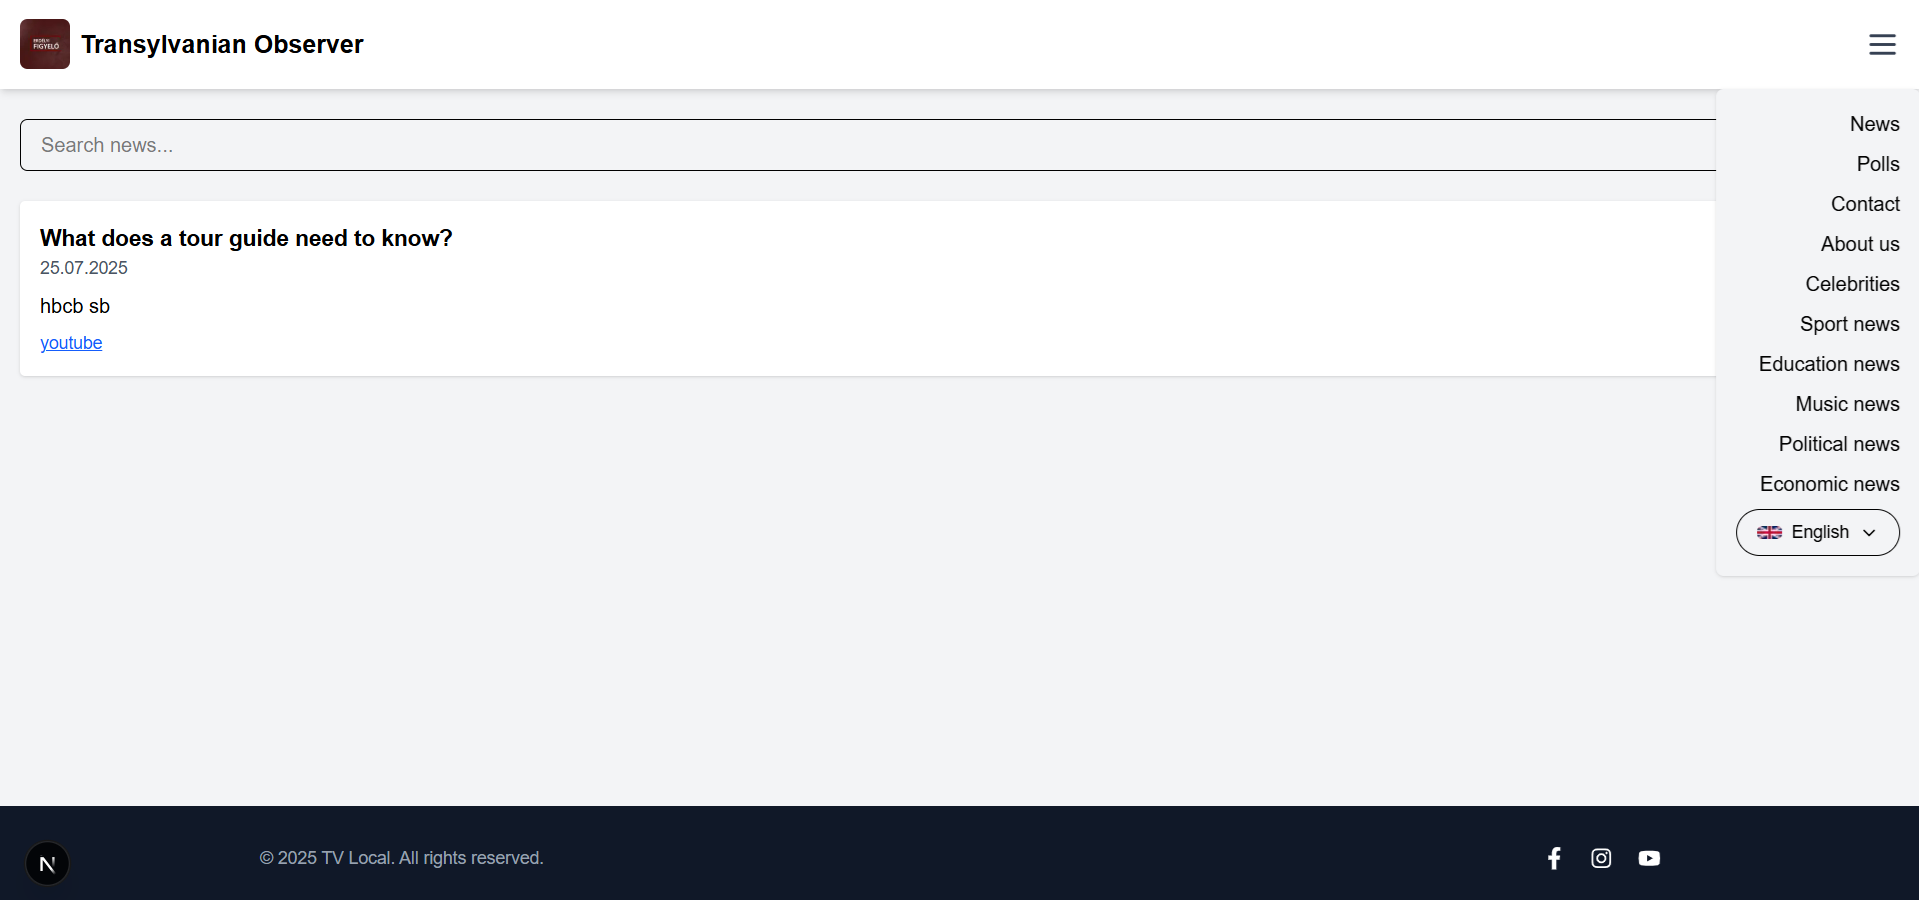 ERDÉLYI
FIGYELŐ
Transylvanian Observer
Search news...
What does a tour guide need to know?
25.07.2025
hbcb sb
youtube
News
Polls
Contact
About us
Celebrities
Sport news
Education news
Music news
Political news
Economic news
English
N
© 2025 TV Local. All rights reserved.